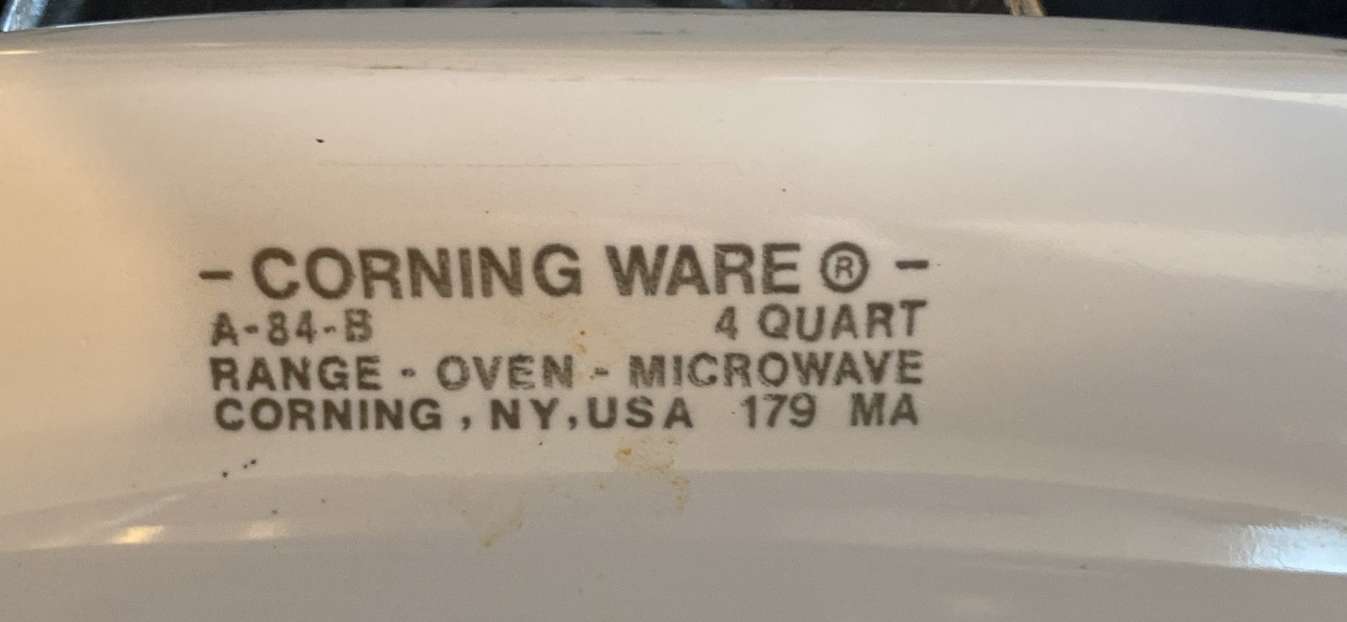 - CORNING WARE ® -
A-84-B 4 QUART
RANGE - OVEN - MICROWAVE
CORNING , NY, USA 179 MA